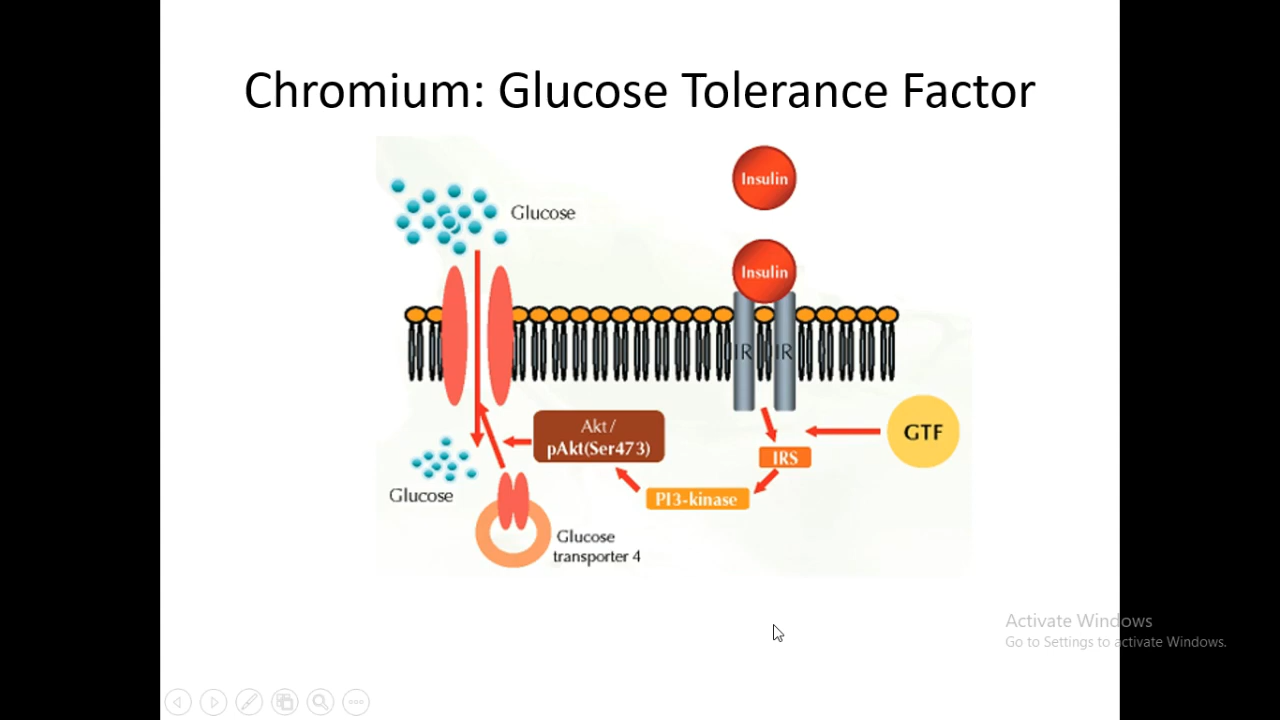 Chromium: Glucose Tolerance Factor
Insulin
Glucose
Insulin
IR
IR
Akt /
pAkt(Ser473)
GTF
IRS
Glucose
PI3-kinase
Glucose
transporter 4
Activate Windows
Go to Settings to activate Windows.